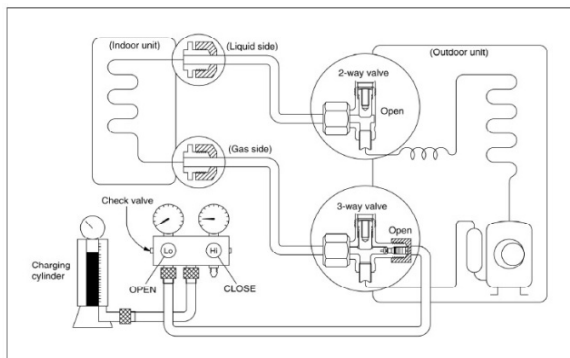 (Indoor unit)
(Liquid side)
(Outdoor unit)
2-way valve
Open
(Gas side)
3-way valve
Open
Check valve
Lo
Hi
Charging
cylinder
OPEN
CLOSE